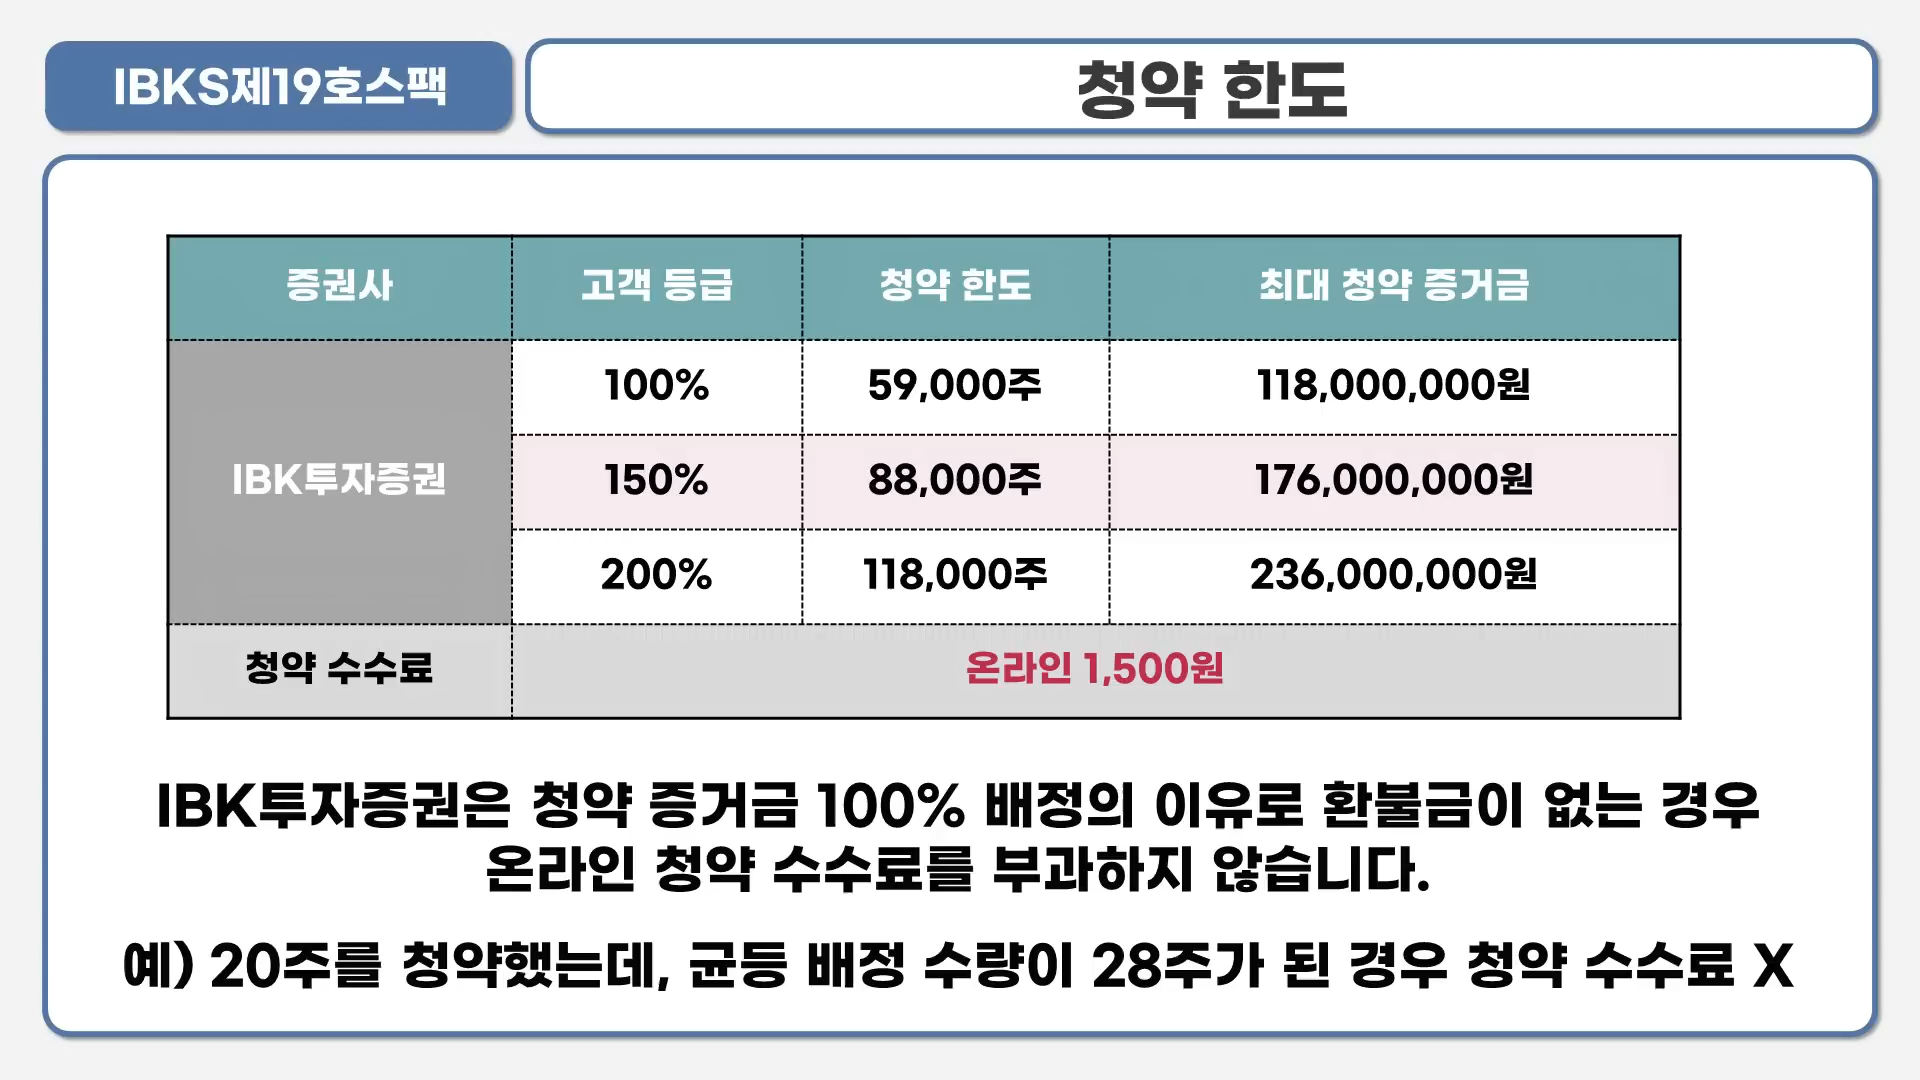 IBKS제19호스팩
청약 한도
증권사 고객 등급 청약 한도 최대 청약 증거금
IBK투자증권
100% 59,000주 118,000,000원
150% 88,000주 176,000,000원
200% 118,000주 236,000,000원
청약 수수료 온라인 1,500원
IBK투자증권은 청약 증거금 100% 배정의 이유로 환불금이 없는 경우
온라인 청약 수수료를 부과하지 않습니다.
예) 20주를 청약했는데, 균등 배정 수량이 28주가 된 경우 청약 수수료 X